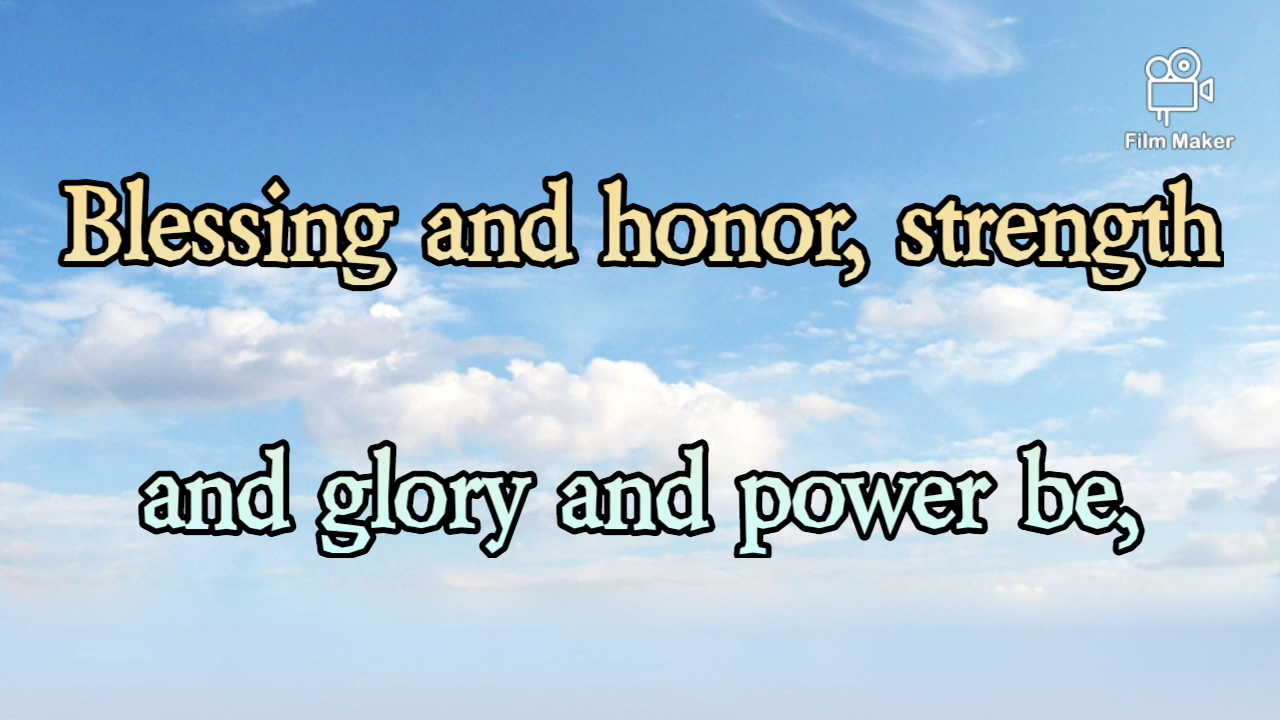 Film Maker
Blessing and honor, strength
and glory and power be,